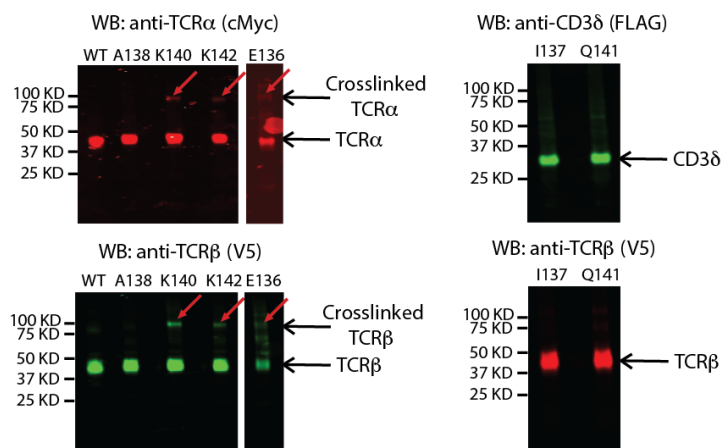 WB: anti-TCRα (cMyc)
WT A138 K140 K142 E136
100 KD
75 KD
50 KD
37 KD
25 KD
Crosslinked
TCRα
TCRα
WB: anti-CD3δ (FLAG)
I137 Q141
100 KD
75 KD
50 KD
37 KD
25 KD
CD3δ
WB: anti-TCRβ (V5)
WT A138 K140 K142 E136
100 KD
75 KD
50 KD
37 KD
25 KD
Crosslinked
TCRβ
TCRβ
WB: anti-TCRβ (V5)
I137 Q141
100 KD
75 KD
50 KD
37 KD
25 KD
TCRβ